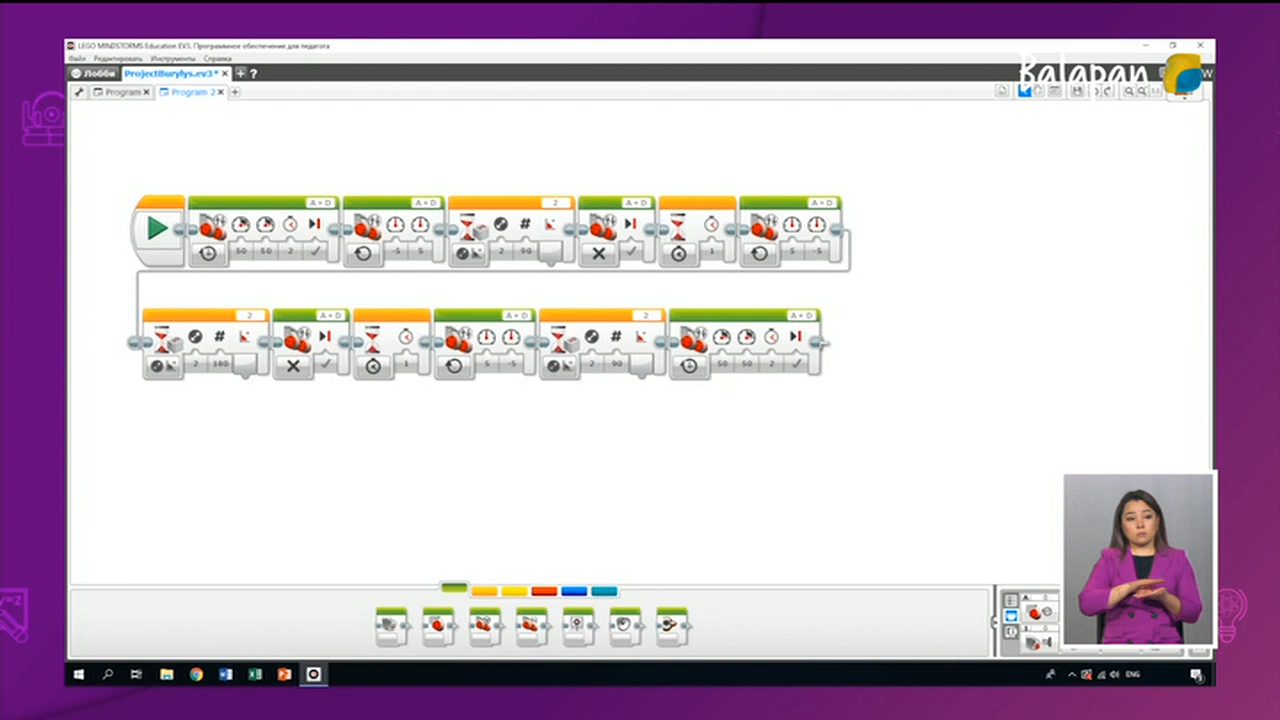 LEGO MINDSTORMS Education EV3. Программное обеспечение для педагога
Файл Редактировать Инструменты Справка
Лобби ProjectBurylys.ev3* × + ?
Program × Program 2 × +
Balapan
A + D A + D 2 A + D A + D
50 50 2 -5 5 2 90 1 5 -5
2 A + D A + D 2 A + D
2 180 1 5 -5 2 90 50 50 2
ENG